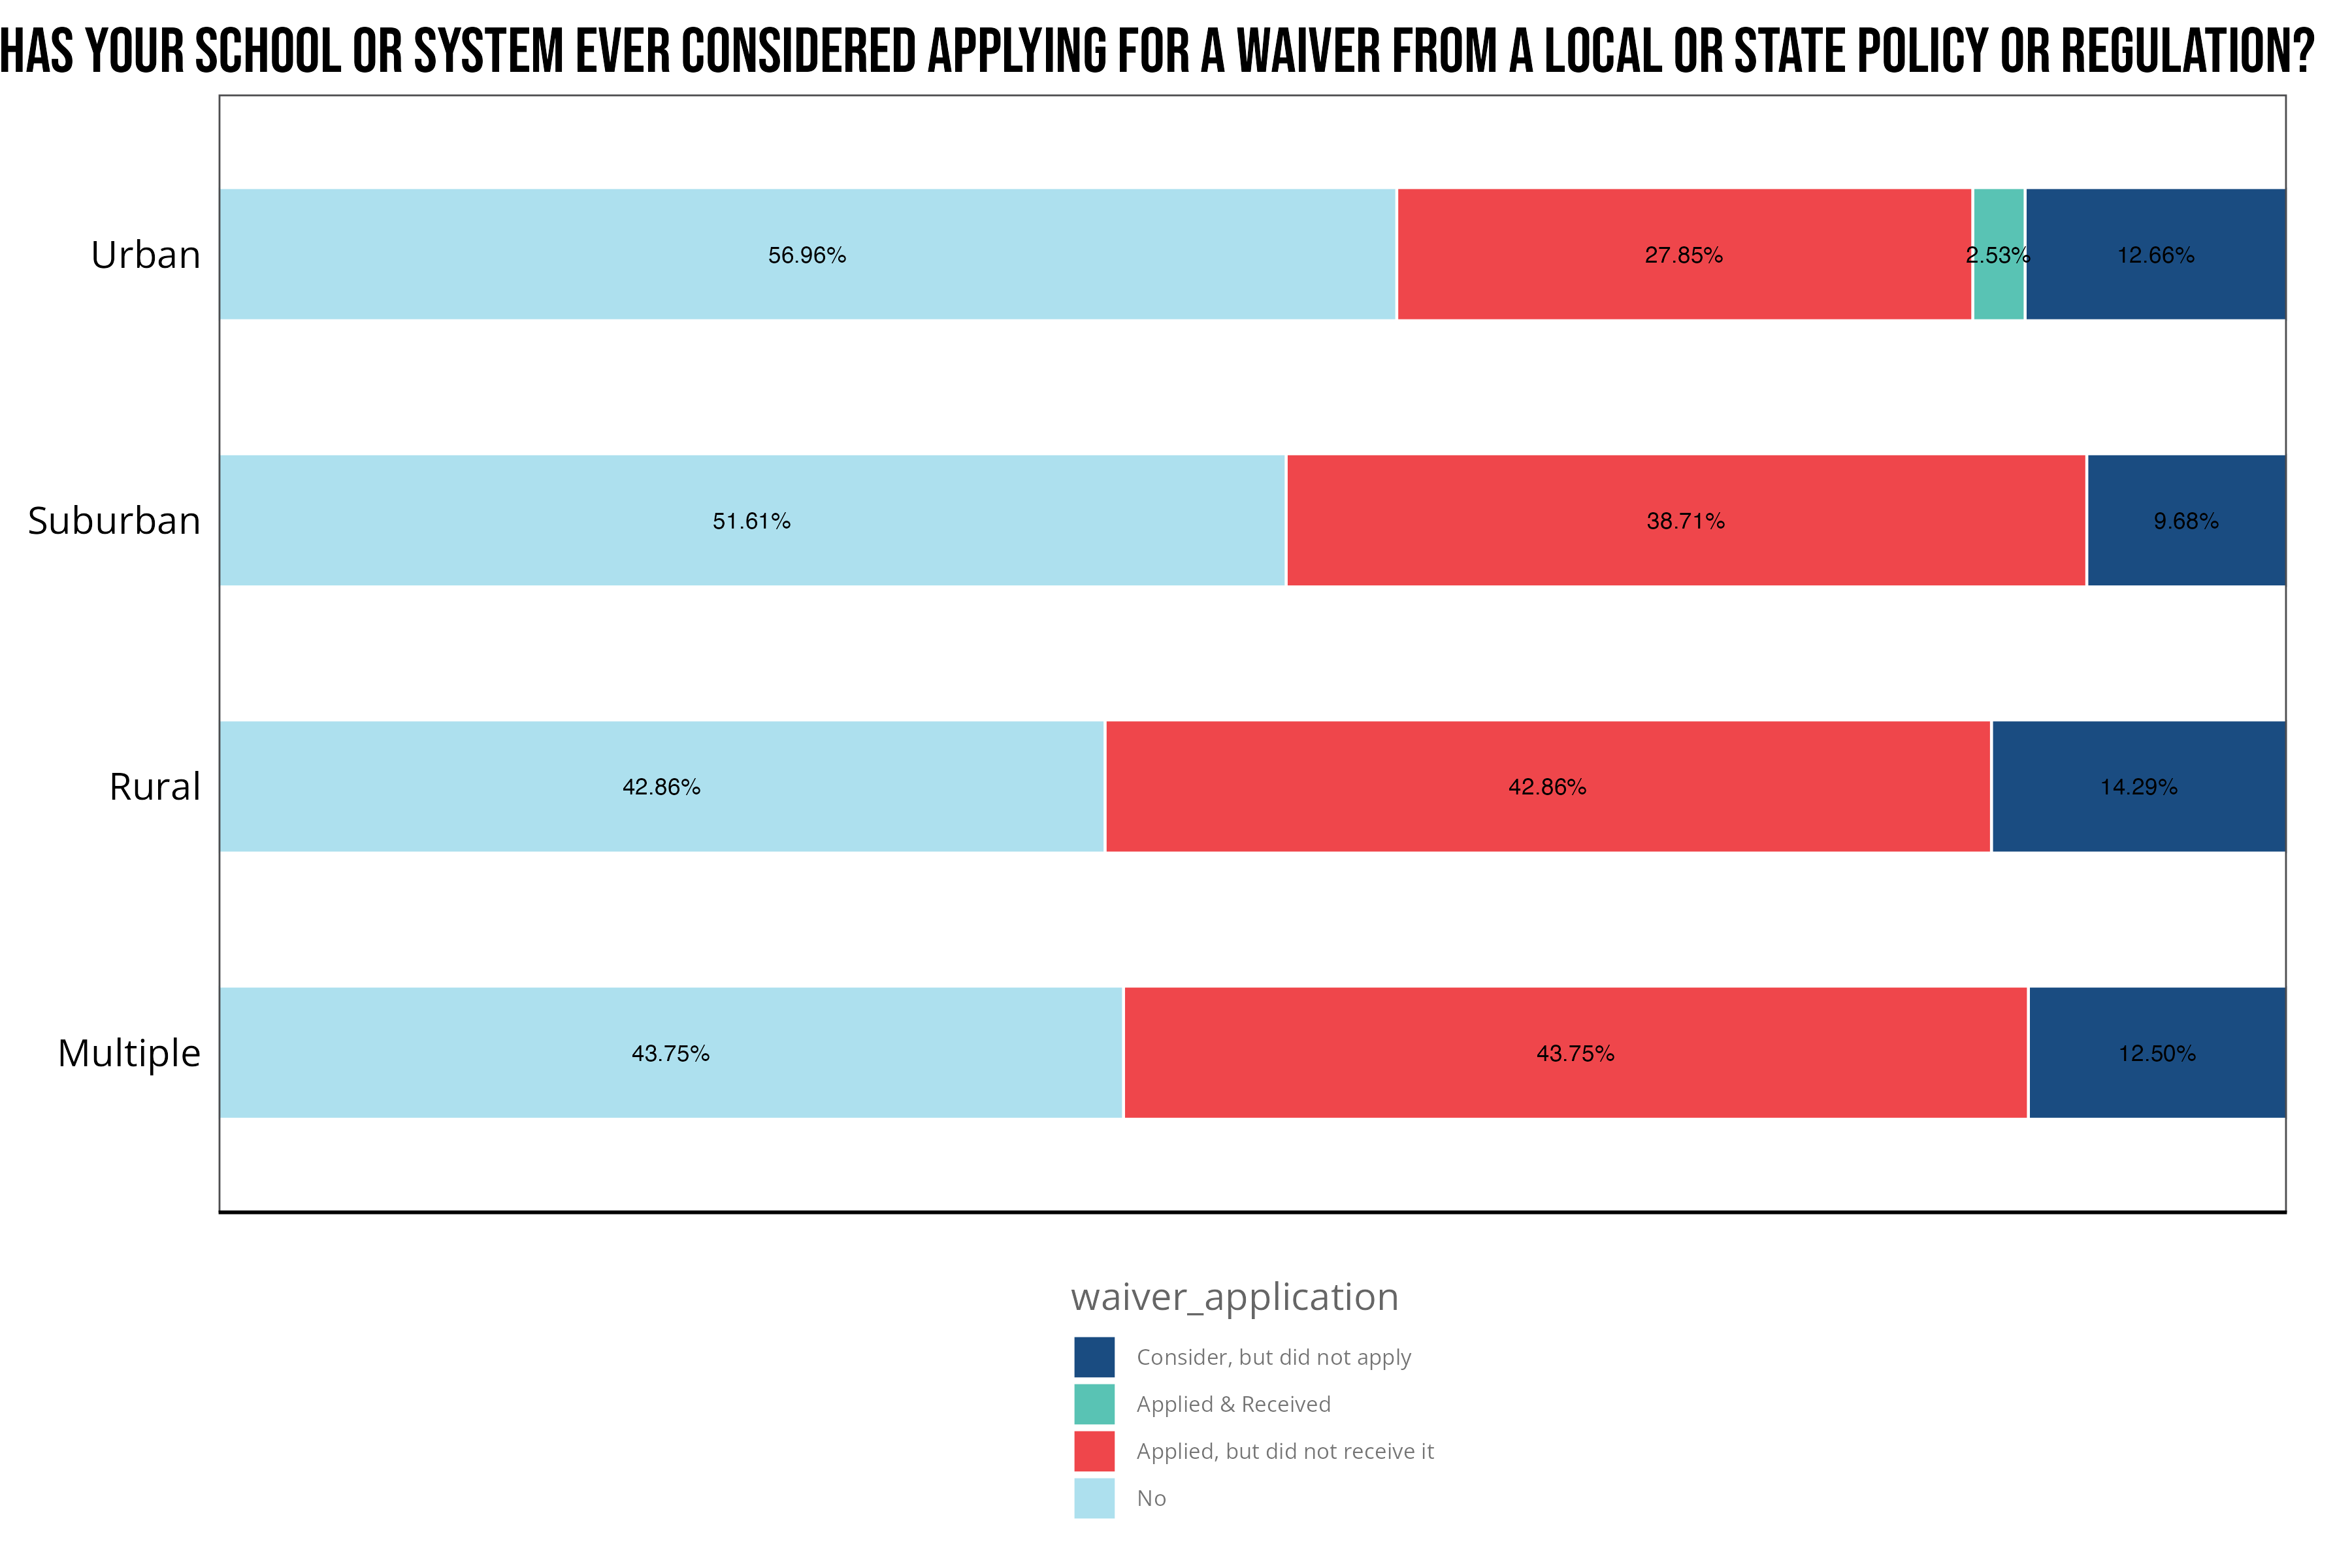 HAS YOUR SCHOOL OR SYSTEM EVER CONSIDERED APPLYING FOR A WAIVER FROM A LOCAL OR STATE POLICY OR REGULATION?
Urban
56.96%
27.85%
2.53%
12.66%
Suburban
51.61%
38.71%
9.68%
Rural
42.86%
42.86%
14.29%
Multiple
43.75%
43.75%
12.50%
waiver_application
Consider, but did not apply
Applied & Received
Applied, but did not receive it
No